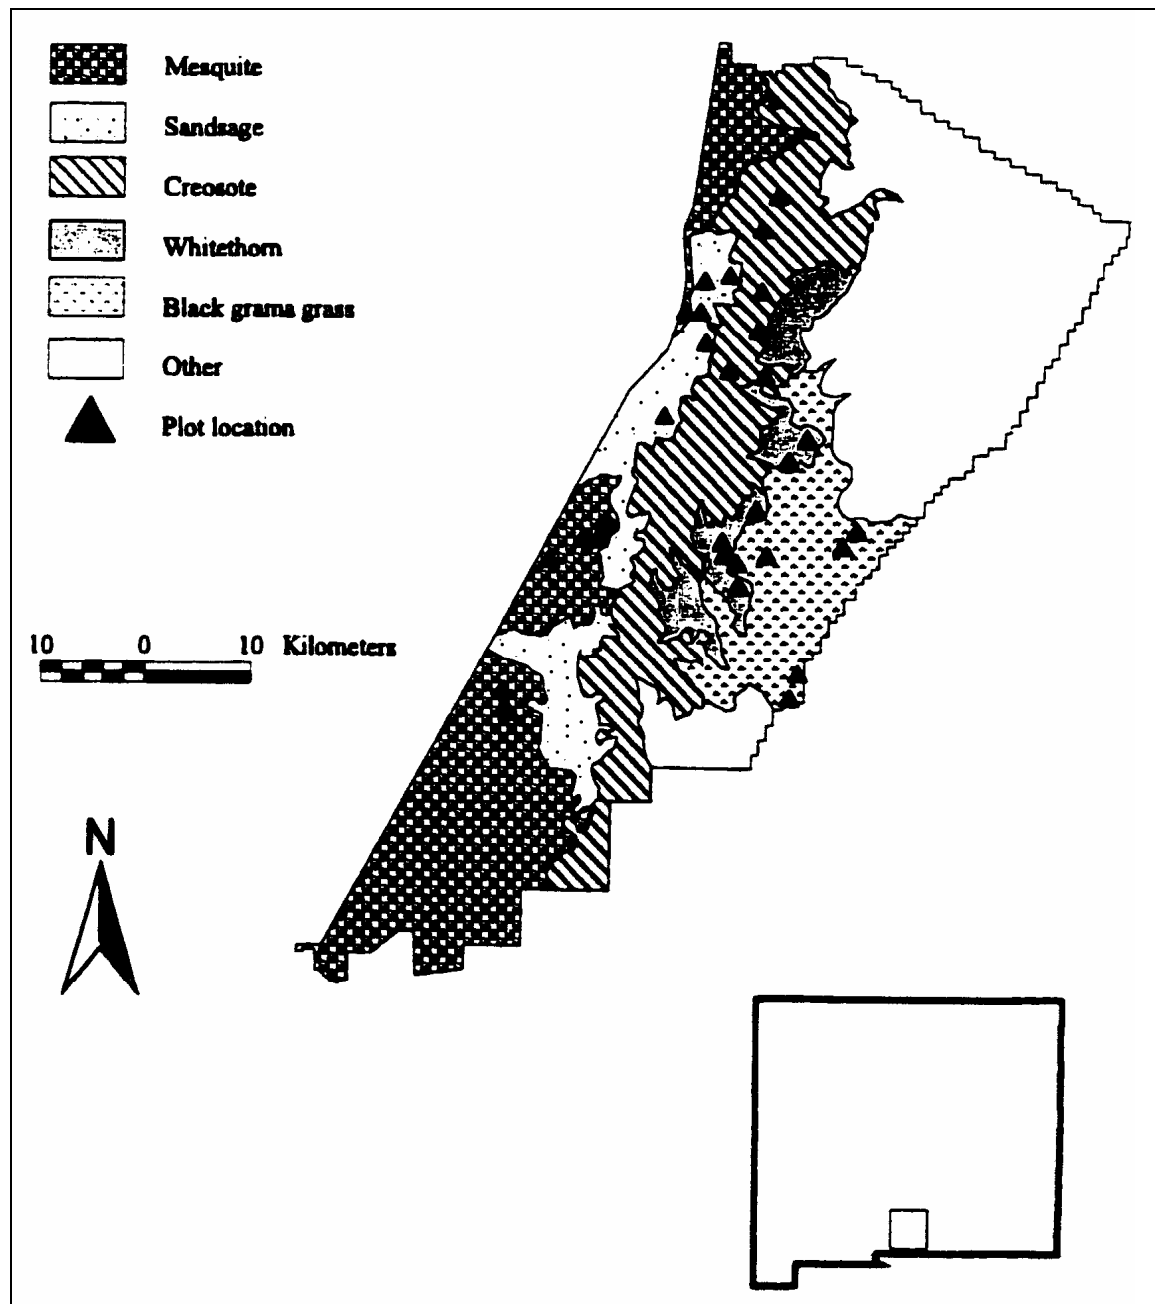 Mesquite
Sandsage
Creosote
Whitethorn
Black grama grass
Other
Plot location
10 0 10 Kilometers
N